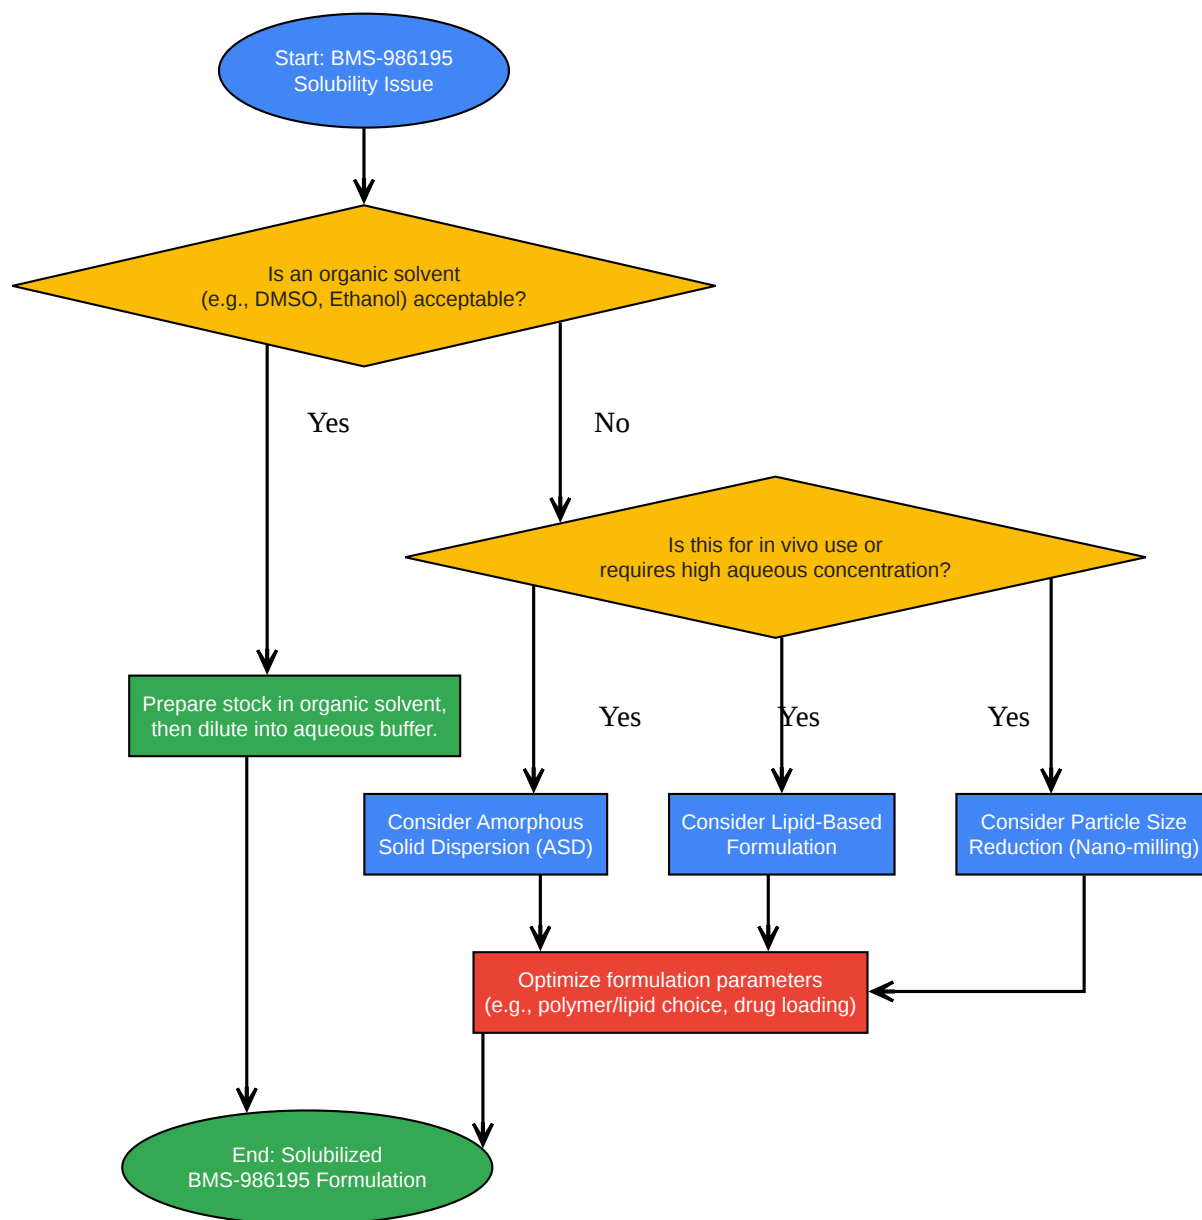 Start: BMS-986195
Solubility Issue
Is an organic solvent
(e.g., DMSO, Ethanol) acceptable?
Yes
No
Is this for in vivo use or
requires high aqueous concentration?
Prepare stock in organic solvent,
then dilute into aqueous buffer.
Yes
Yes
Yes
Consider Amorphous
Solid Dispersion (ASD)
Consider Lipid-Based
Formulation
Consider Particle Size
Reduction (Nano-milling)
Optimize formulation parameters
(e.g., polymer/lipid choice, drug loading)
End: Solubilized
BMS-986195 Formulation